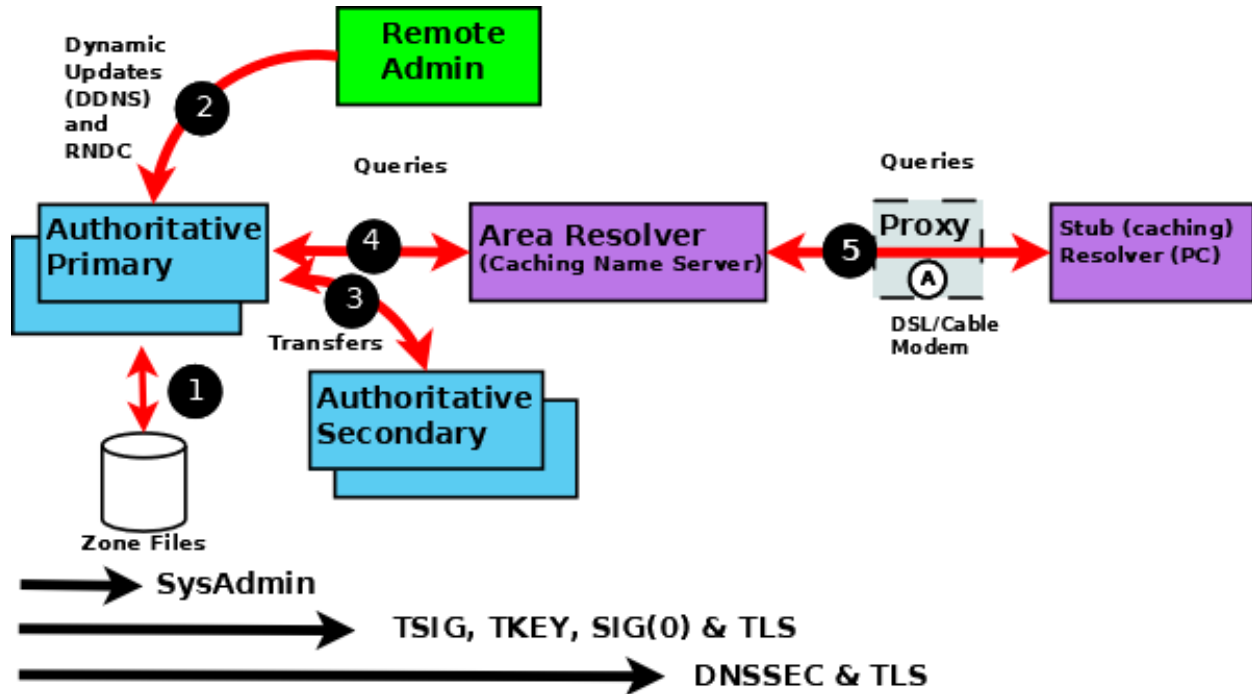 Remote
Admin
Dynamic
Updates
(DDNS)
and
RNDC
2
Queries
Queries
Authoritative
Primary
4
Area Resolver
(Caching Name Server)
5
Proxy
A
DSL/Cable
Modem
Stub (caching)
Resolver (PC)
3
Transfers
1
Authoritative
Secondary
Zone Files
SysAdmin
TSIG, TKEY, SIG(0) & TLS
DNSSEC & TLS